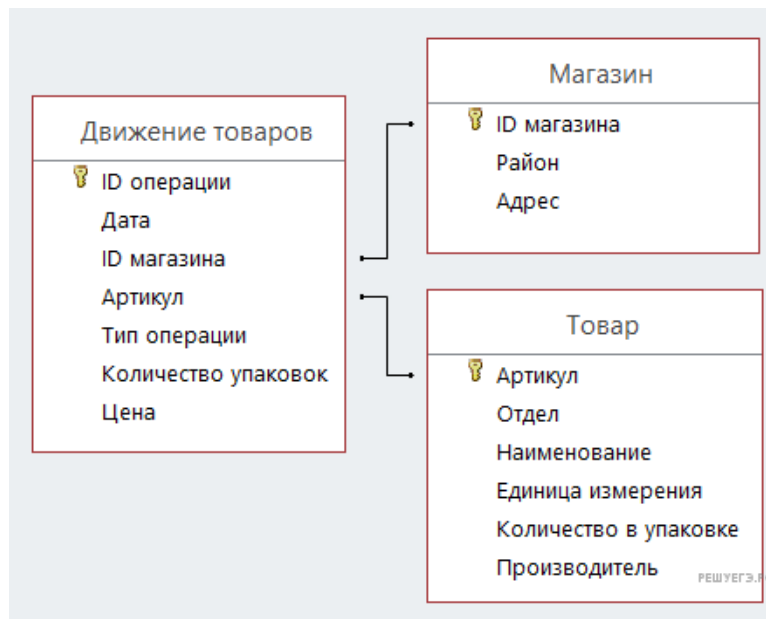 Движение товаров
ID операции
Дата
ID магазина
Артикул
Тип операции
Количество упаковок
Цена
Магазин
ID магазина
Район
Адрес
Товар
Артикул
Отдел
Наименование
Единица измерения
Количество в упаковке
Производитель
РЕШУЕГЭ.Р